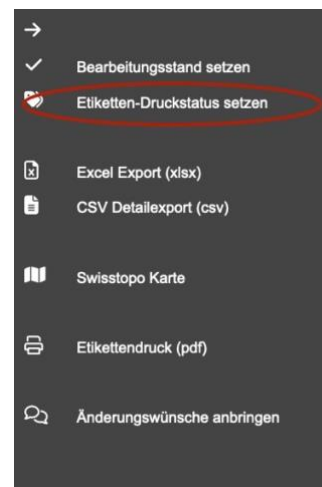 Bearbeitungsstand setzen
Etiketten-Druckstatus setzen
Excel Export (xlsx)
CSV Detailexport (csv)
Swisstopo Karte
Etikettendruck (pdf)
Änderungswünsche anbringen